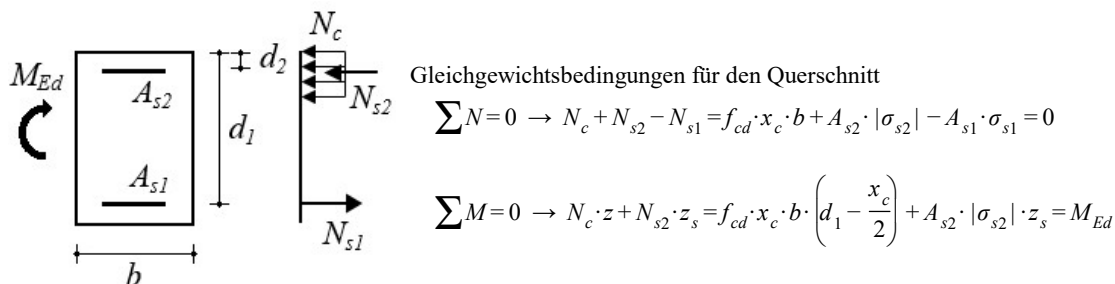 N_c
d_2
M_Ed
A_s2
N_s2
Gleichgewichtsbedingungen für den Querschnitt
∑N=0 → N_c+N_s2−N_s1=f_cd·x_c·b+A_s2·|σ_s2|−A_s1·σ_s1=0
d_1
∑M=0 → N_c·z+N_s2·z_s=f_cd·x_c·b·(d_1−x_c/2)+A_s2·|σ_s2|·z_s=M_Ed
A_s1
N_s1
b